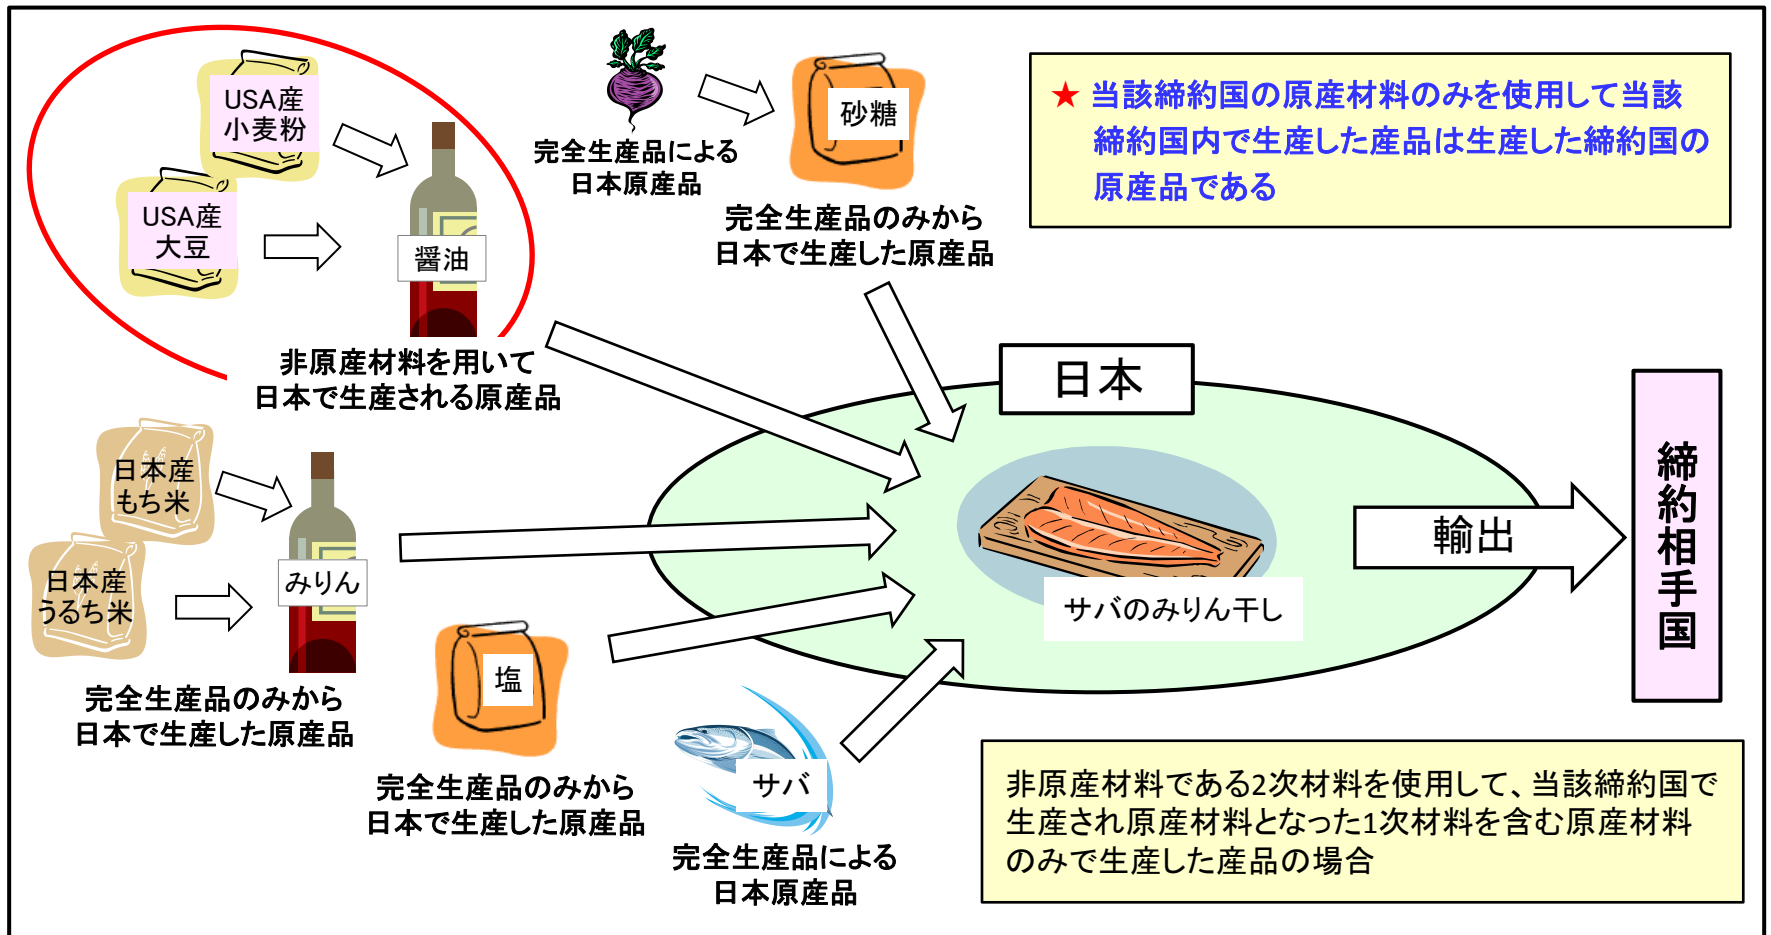 USA産
小麦粉
USA産
大豆
醤油
非原産材料を用いて
日本で生産される原産品
完全生産品による
日本原産品
砂糖
完全生産品のみから
日本で生産した原産品
★ 当該締約国の原産材料のみを使用して当該
締約国内で生産した産品は生産した締約国の
原産品である
日本産
もち米
日本産
うるち米
みりん
完全生産品のみから
日本で生産した原産品
塩
完全生産品のみから
日本で生産した原産品
サバ
完全生産品による
日本原産品
日本
サバのみりん干し
輸出
締約相手国
非原産材料である2次材料を使用して、当該締約国で
生産され原産材料となった1次材料を含む原産材料
のみで生産した産品の場合